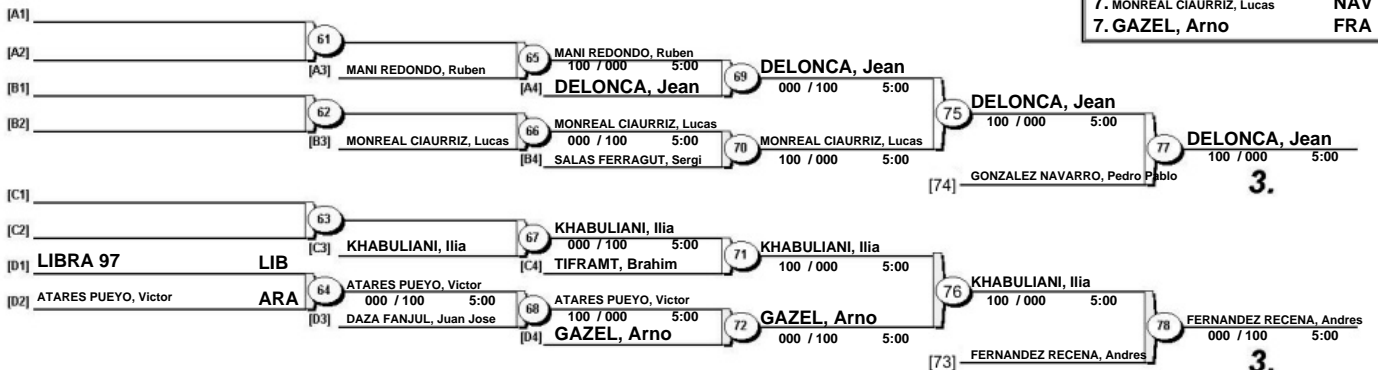 7. MONREAL CIAURRIZ, Lucas NAV
7. GAZEL, Arno FRA
[A1]
61
[A2]
[A3] MANI REDONDO, Ruben
65
MANI REDONDO, Ruben
100 / 000 5:00
[A4] DELONCA, Jean
69
DELONCA, Jean
000 / 100 5:00
[B1]
62
[B2]
[B3] MONREAL CIAURRIZ, Lucas
66
MONREAL CIAURRIZ, Lucas
000 / 100 5:00
[B4] SALAS FERRAGUT, Sergi
70
MONREAL CIAURRIZ, Lucas
100 / 000 5:00
75
DELONCA, Jean
100 / 000 5:00
[74] GONZALEZ NAVARRO, Pedro Pablo
77
DELONCA, Jean
100 / 000 5:00
3.
[C1]
63
[C2]
[C3] KHABULIANI, Ilia
67
KHABULIANI, Ilia
000 / 100 5:00
[C4] TIFRAMT, Brahim
71
KHABULIANI, Ilia
100 / 000 5:00
[D1] LIBRA 97 LIB
64
[D2] ATARES PUEYO, Victor ARA
ATARES PUEYO, Victor
000 / 100 5:00
[D3] DAZA FANJUL, Juan Jose
68
ATARES PUEYO, Victor
100 / 000 5:00
[D4] GAZEL, Arno
72
GAZEL, Arno
000 / 100 5:00
76
KHABULIANI, Ilia
100 / 000 5:00
[73] FERNANDEZ RECENA, Andres
78
FERNANDEZ RECENA, Andres
000 / 100 5:00
3.